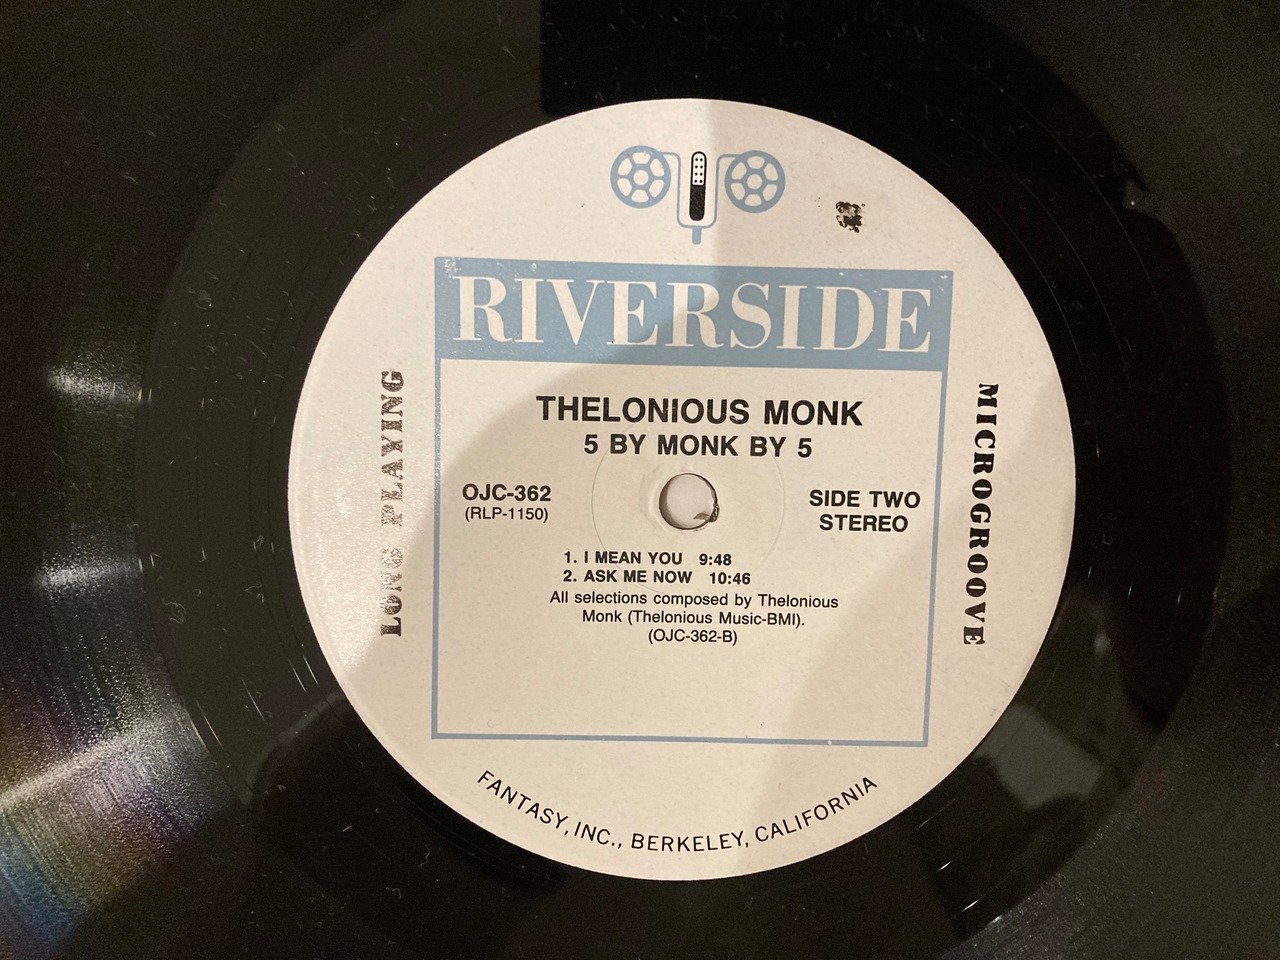 RIVERSIDE
THELONIOUS MONK
5 BY MONK BY 5
OJC-362
(RLP-1150)
SIDE TWO
STEREO
1. I MEAN YOU 9:48
2. ASK ME NOW 10:46
All selections composed by Thelonious
Monk (Thelonious Music-BMI).
(OJC-362-B)
LONG PLAYING
MICROGROOVE
FANTASY, INC., BERKELEY, CALIFORNIA